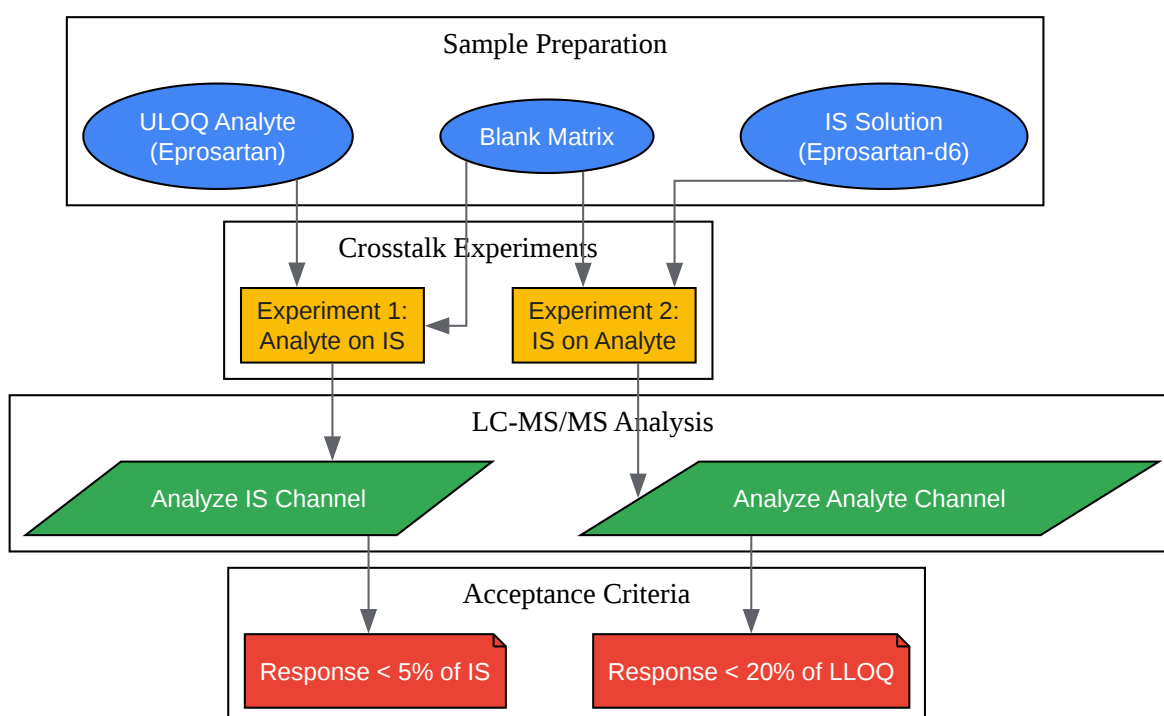 Sample Preparation
ULOQ Analyte
(Eprosartan)
Blank Matrix
IS Solution
(Eprosartan-d6)
Crosstalk Experiments
Experiment 1:
Analyte on IS
Experiment 2:
IS on Analyte
LC-MS/MS Analysis
Analyze IS Channel
Analyze Analyte Channel
Acceptance Criteria
Response < 5% of IS
Response < 20% of LLOQ